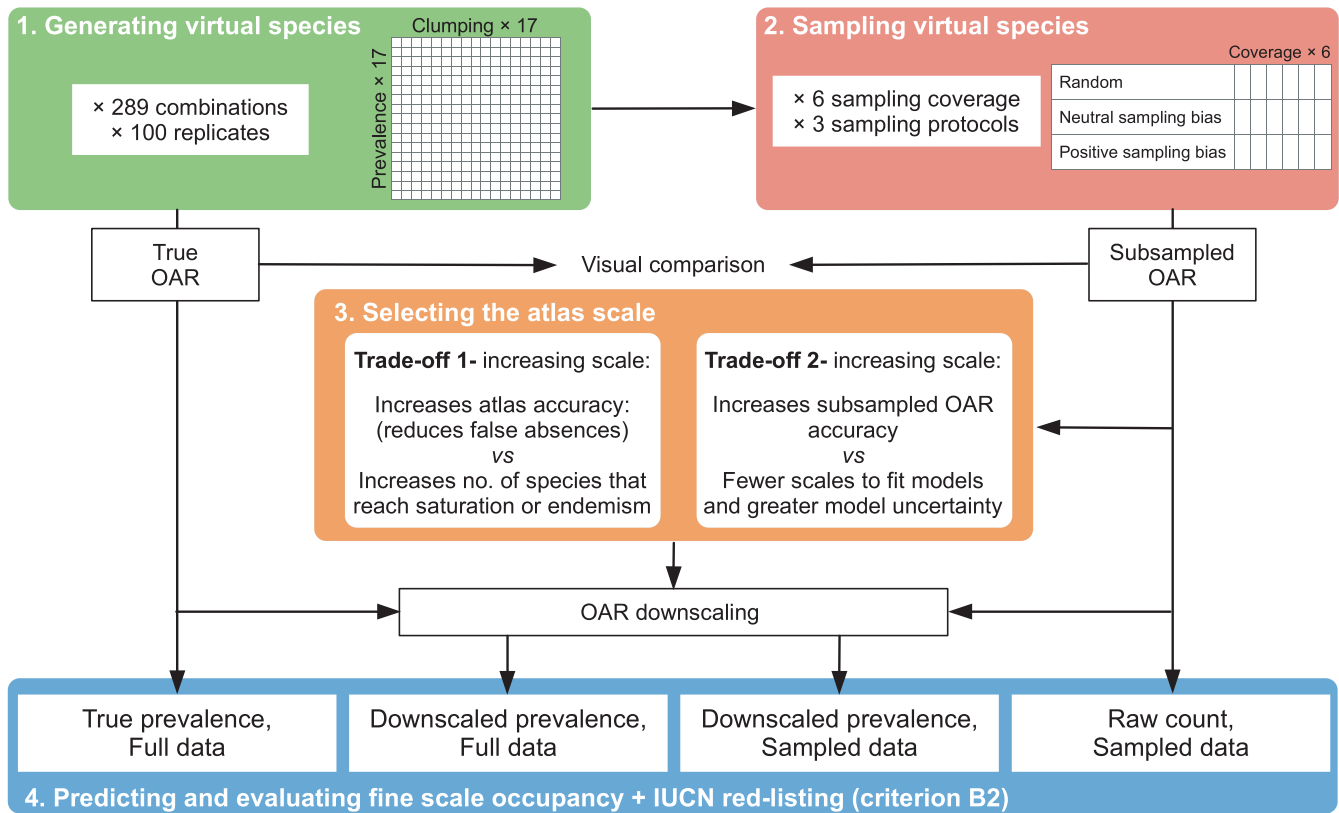 1. Generating virtual species
Clumping × 17
Prevalence × 17
× 289 combinations
× 100 replicates
2. Sampling virtual species
Coverage × 6
× 6 sampling coverage
× 3 sampling protocols
Random
Neutral sampling bias
Positive sampling bias
True
OAR
Visual comparison
Subsampled
OAR
3. Selecting the atlas scale
Trade-off 1- increasing scale:
Increases atlas accuracy:
(reduces false absences)
vs
Increases no. of species that
reach saturation or endemism
Trade-off 2- increasing scale:
Increases subsampled OAR
accuracy
vs
Fewer scales to fit models
and greater model uncertainty
OAR downscaling
True prevalence,
Full data
Downscaled prevalence,
Full data
Downscaled prevalence,
Sampled data
Raw count,
Sampled data
4. Predicting and evaluating fine scale occupancy + IUCN red-listing (criterion B2)